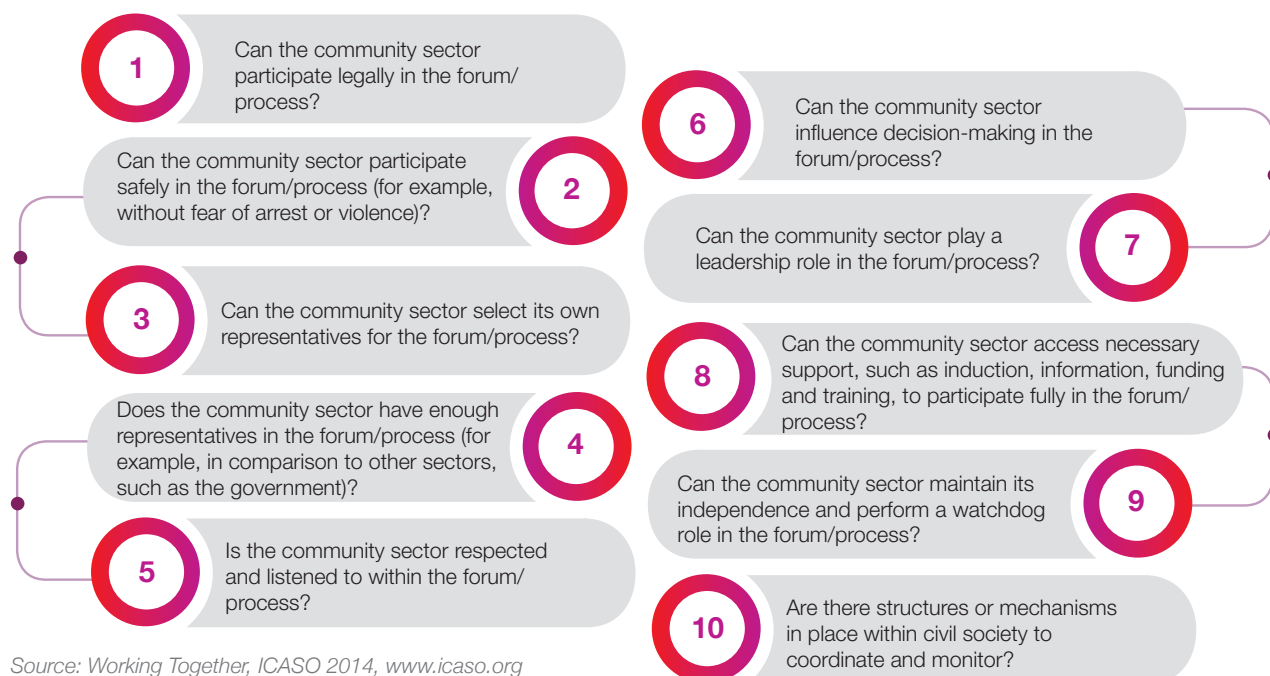 1
Can the community sector
participate legally in the forum/
process?
Can the community sector participate
safely in the forum/process (for example,
without fear of arrest or violence)?
2
3
Can the community sector select its own
representatives for the forum/process?
Does the community sector have enough
representatives in the forum/process (for
example, in comparison to other sectors,
such as the government)?
4
5
Is the community sector respected
and listened to within the forum/
process?
6
Can the community sector
influence decision-making in the
forum/process?
Can the community sector play a
leadership role in the forum/process?
7
8
Can the community sector access necessary
support, such as induction, information, funding
and training, to participate fully in the forum/
process?
Can the community sector maintain its
independence and perform a watchdog
role in the forum/process?
9
10
Are there structures or mechanisms
in place within civil society to
coordinate and monitor?
Source: Working Together, ICASO 2014, www.icaso.org